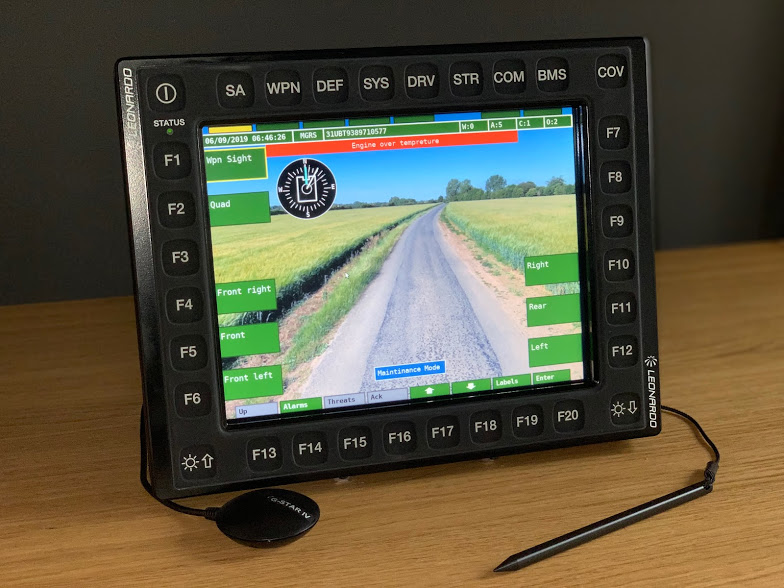 LEONARDO
SA WPN DEF SYS DRV STR COM BMS COV
STATUS
F1
F2
F3
F4
F5
F6
F7
F8
F9
F10
F11
F12
LEONARDO
F13 F14 F15 F16 F17 F18 F19 F20
06/09/2019 06:46:26 MGRS 31UBT9389710577 W:0 A:5 C:1 O:2
Engine over tempreture
Wpn Sight
Quad
Front right
Front
Front left
N
E
S
W
Right
Rear
Left
Maintinance Mode
Up Alarms Threats Ack Labels Enter
G-STAR IV